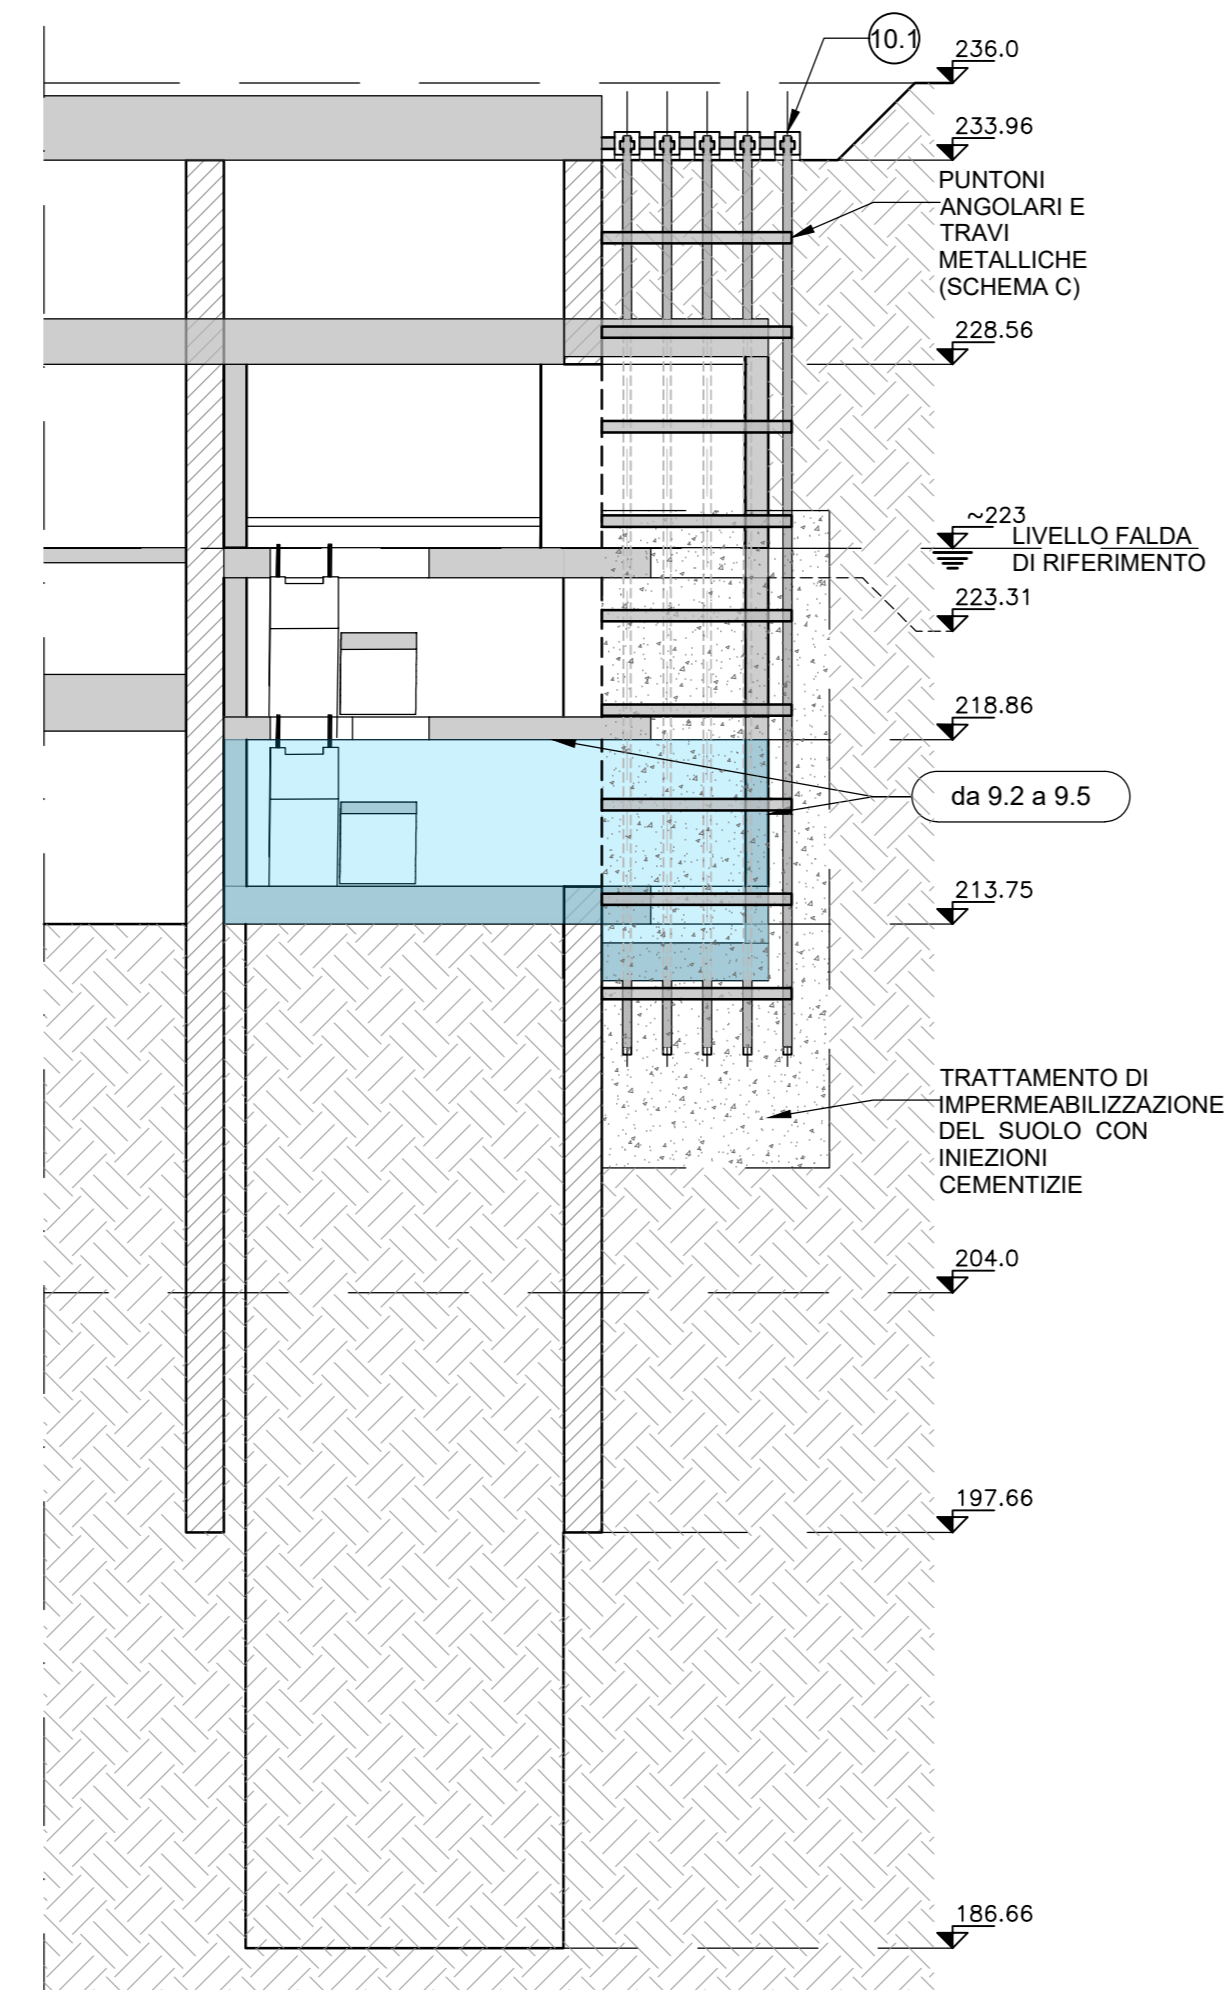 10.1
236.0
233.96
PUNTONI
ANGOLARI E
TRAVI
METALLICHE
(SCHEMA C)
228.56
~223
LIVELLO FALDA
DI RIFERIMENTO
223.31
218.86
da 9.2 a 9.5
213.75
TRATTAMENTO DI
IMPERMEABILIZZAZIONE
DEL SUOLO CON
INIEZIONI
CEMENTIZIE
204.0
197.66
186.66